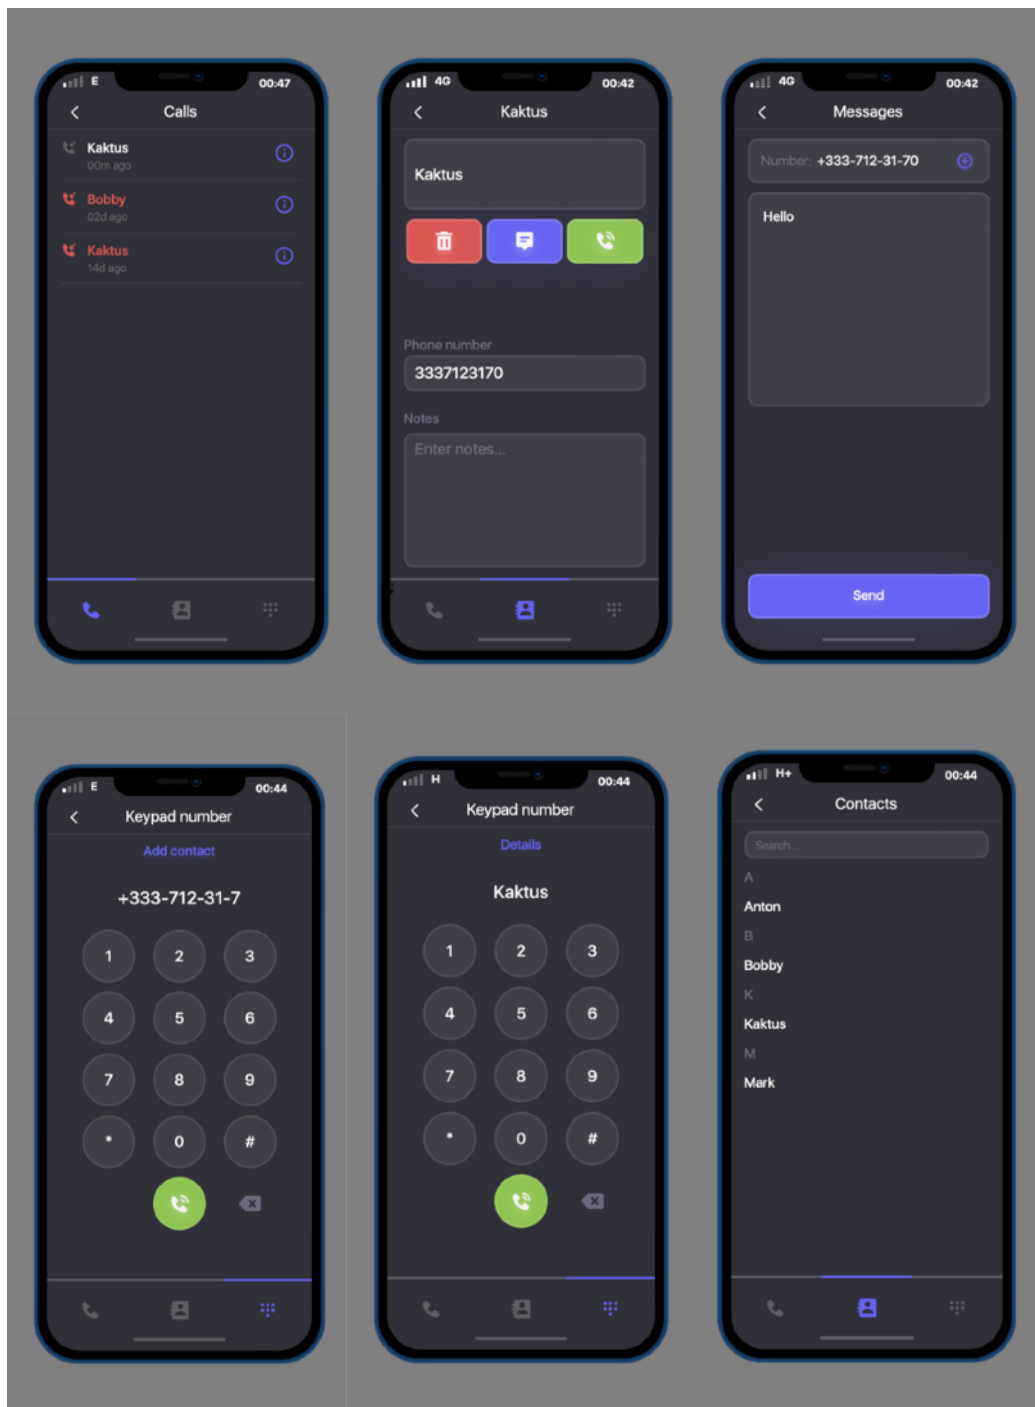 E 00:47
Calls
Kaktus
00m ago
Bobby
02d ago
Kaktus
14d ago
4G 00:42
Kaktus
Kaktus
Phone number
3337123170
Notes
Enter notes...
4G 00:42
Messages
Number: +333-712-31-70
Hello
Send
E 00:44
Keypad number
Add contact
+333-712-31-7
1 2 3
4 5 6
7 8 9
* 0 #
H 00:44
Keypad number
Details
Kaktus
1 2 3
4 5 6
7 8 9
* 0 #
H+ 00:44
Contacts
Search...
A
Anton
B
Bobby
K
Kaktus
M
Mark